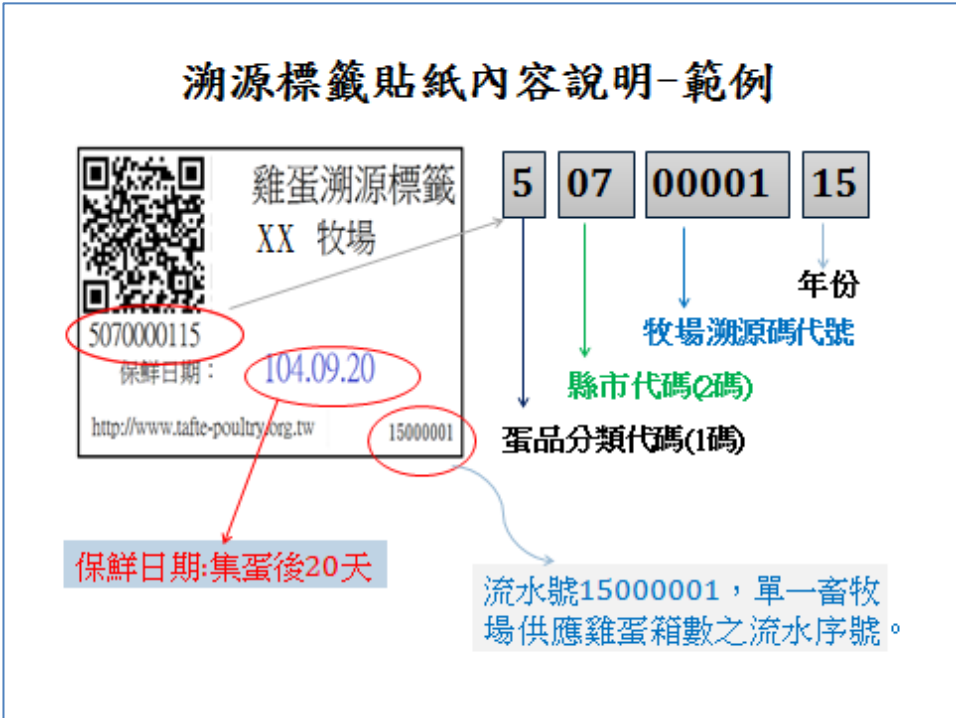 溯源標籤貼紙內容說明-範例
雞蛋溯源標籤
XX 牧場
5070000115
保鮮日期：
104.09.20
http://www.tafte-poultry.org.tw
15000001
5 07 00001 15
年份
牧場溯源碼代號
縣市代碼(2碼)
蛋品分類代碼(1碼)
保鮮日期:集蛋後20天
流水號15000001，單一畜牧
場供應雞蛋箱數之流水序號。